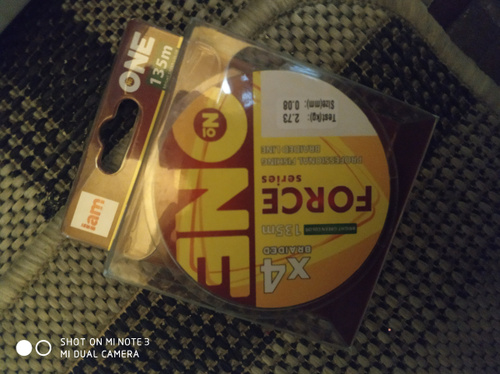 iam
ONE
135m
NO
ONE
Test(kg): 2.73
Size(mm): 0.08
PROFESSIONAL FISHING
BRAIDED LINE
FORCE
series
135m
X4
BRAIDED
SHOT ON MI NOTE 3
MI DUAL CAMERA